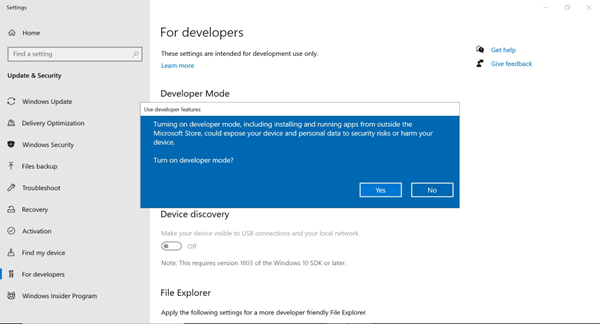 Settings
Home
Find a setting
Update & Security
Windows Update
Delivery Optimization
Windows Security
Files backup
Troubleshoot
Recovery
Activation
Find my device
For developers
Windows Insider Program
For developers
These settings are intended for development use only.
Learn more
Get help
Give feedback
Developer Mode
Use developer features
Turning on developer mode, including installing and running apps from outside the
Microsoft Store, could expose your device and personal data to security risks or harm your
device.
Turn on developer mode?
Yes
No
Device discovery
Make your device visible to USB connections and your local network.
Off
Note: This requires version 1803 of the Windows 10 SDK or later.
File Explorer
Apply the following settings for a more developer friendly File Explorer.